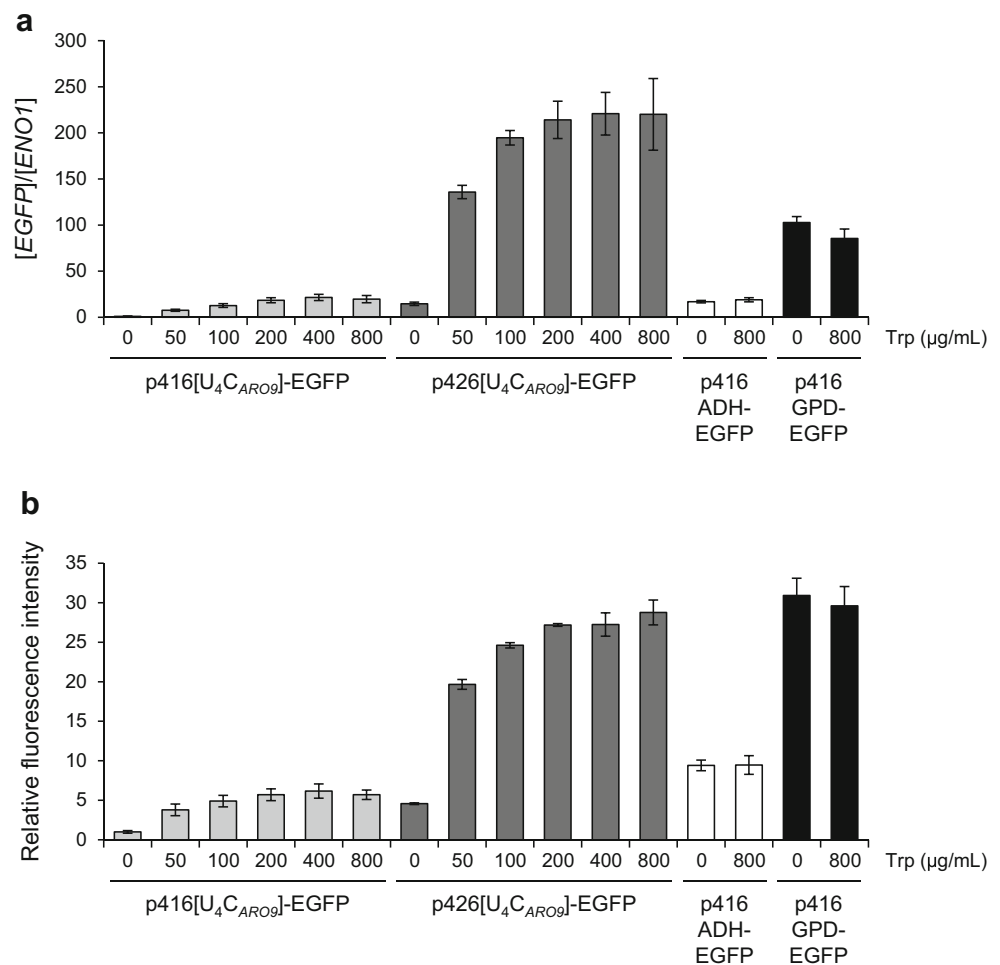 a
[EGFP]/[ENO1]
300
250
200
150
100
50
0
0 50 100 200 400 800 0 50 100 200 400 800 0 800 0 800 Trp (µg/mL)
p416[U₄C_ARO9]-EGFP p426[U₄C_ARO9]-EGFP p416 p416
ADH- GPD-
EGFP EGFP
b
Relative fluorescence intensity
35
30
25
20
15
10
5
0
0 50 100 200 400 800 0 50 100 200 400 800 0 800 0 800 Trp (µg/mL)
p416[U₄C_ARO9]-EGFP p426[U₄C_ARO9]-EGFP p416 p416
ADH- GPD-
EGFP EGFP